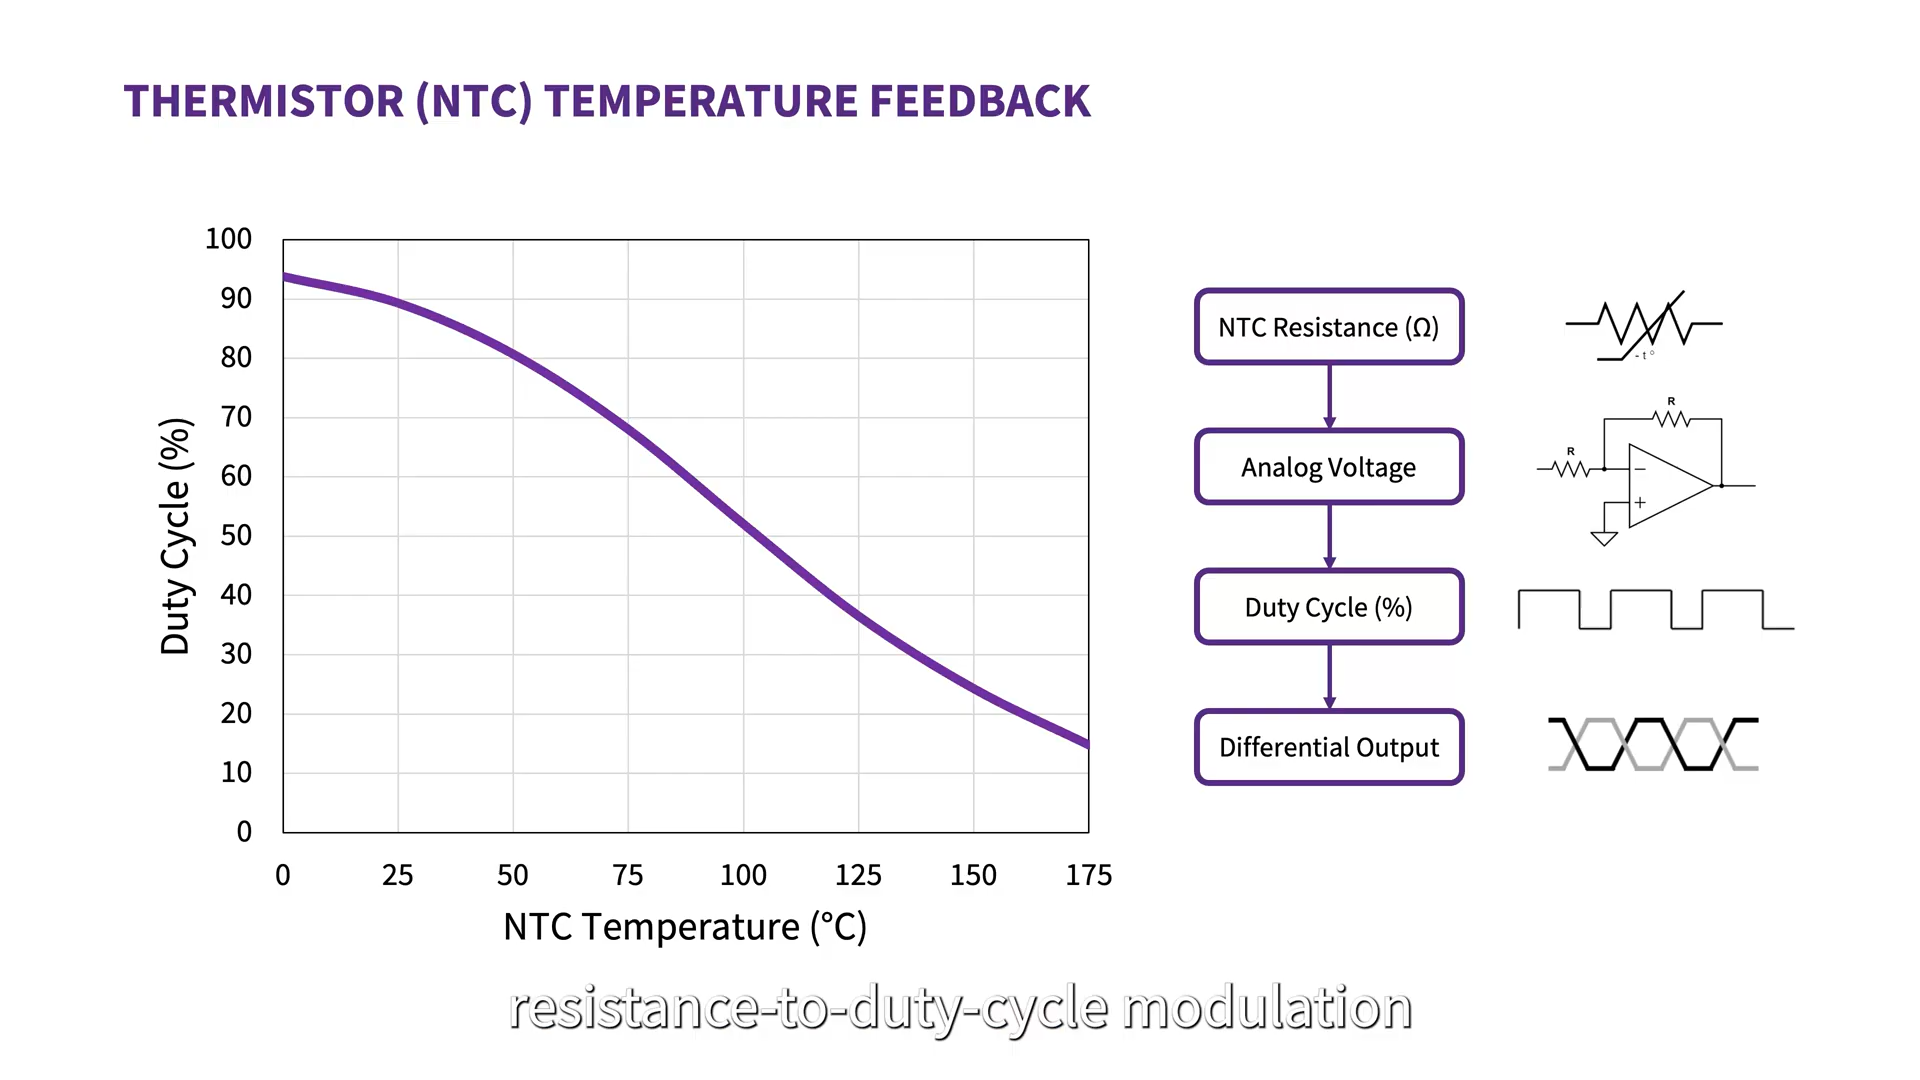 THERMISTOR (NTC) TEMPERATURE FEEDBACK
Duty Cycle (%)
100
90
80
70
60
50
40
30
20
10
0
0 25 50 75 100 125 150 175
NTC Temperature (°C)
NTC Resistance (Ω)
- t °
Analog Voltage
R
R
−
+
Duty Cycle (%)
Differential Output
resistance-to-duty-cycle modulation